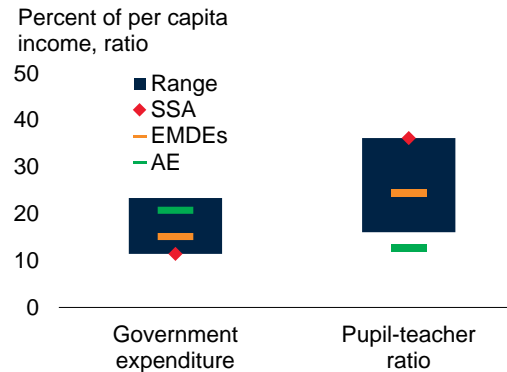 Percent of per capita
income, ratio
50
40
30
20
10
0
Range
SSA
EMDEs
AE
Government
expenditure
Pupil-teacher
ratio